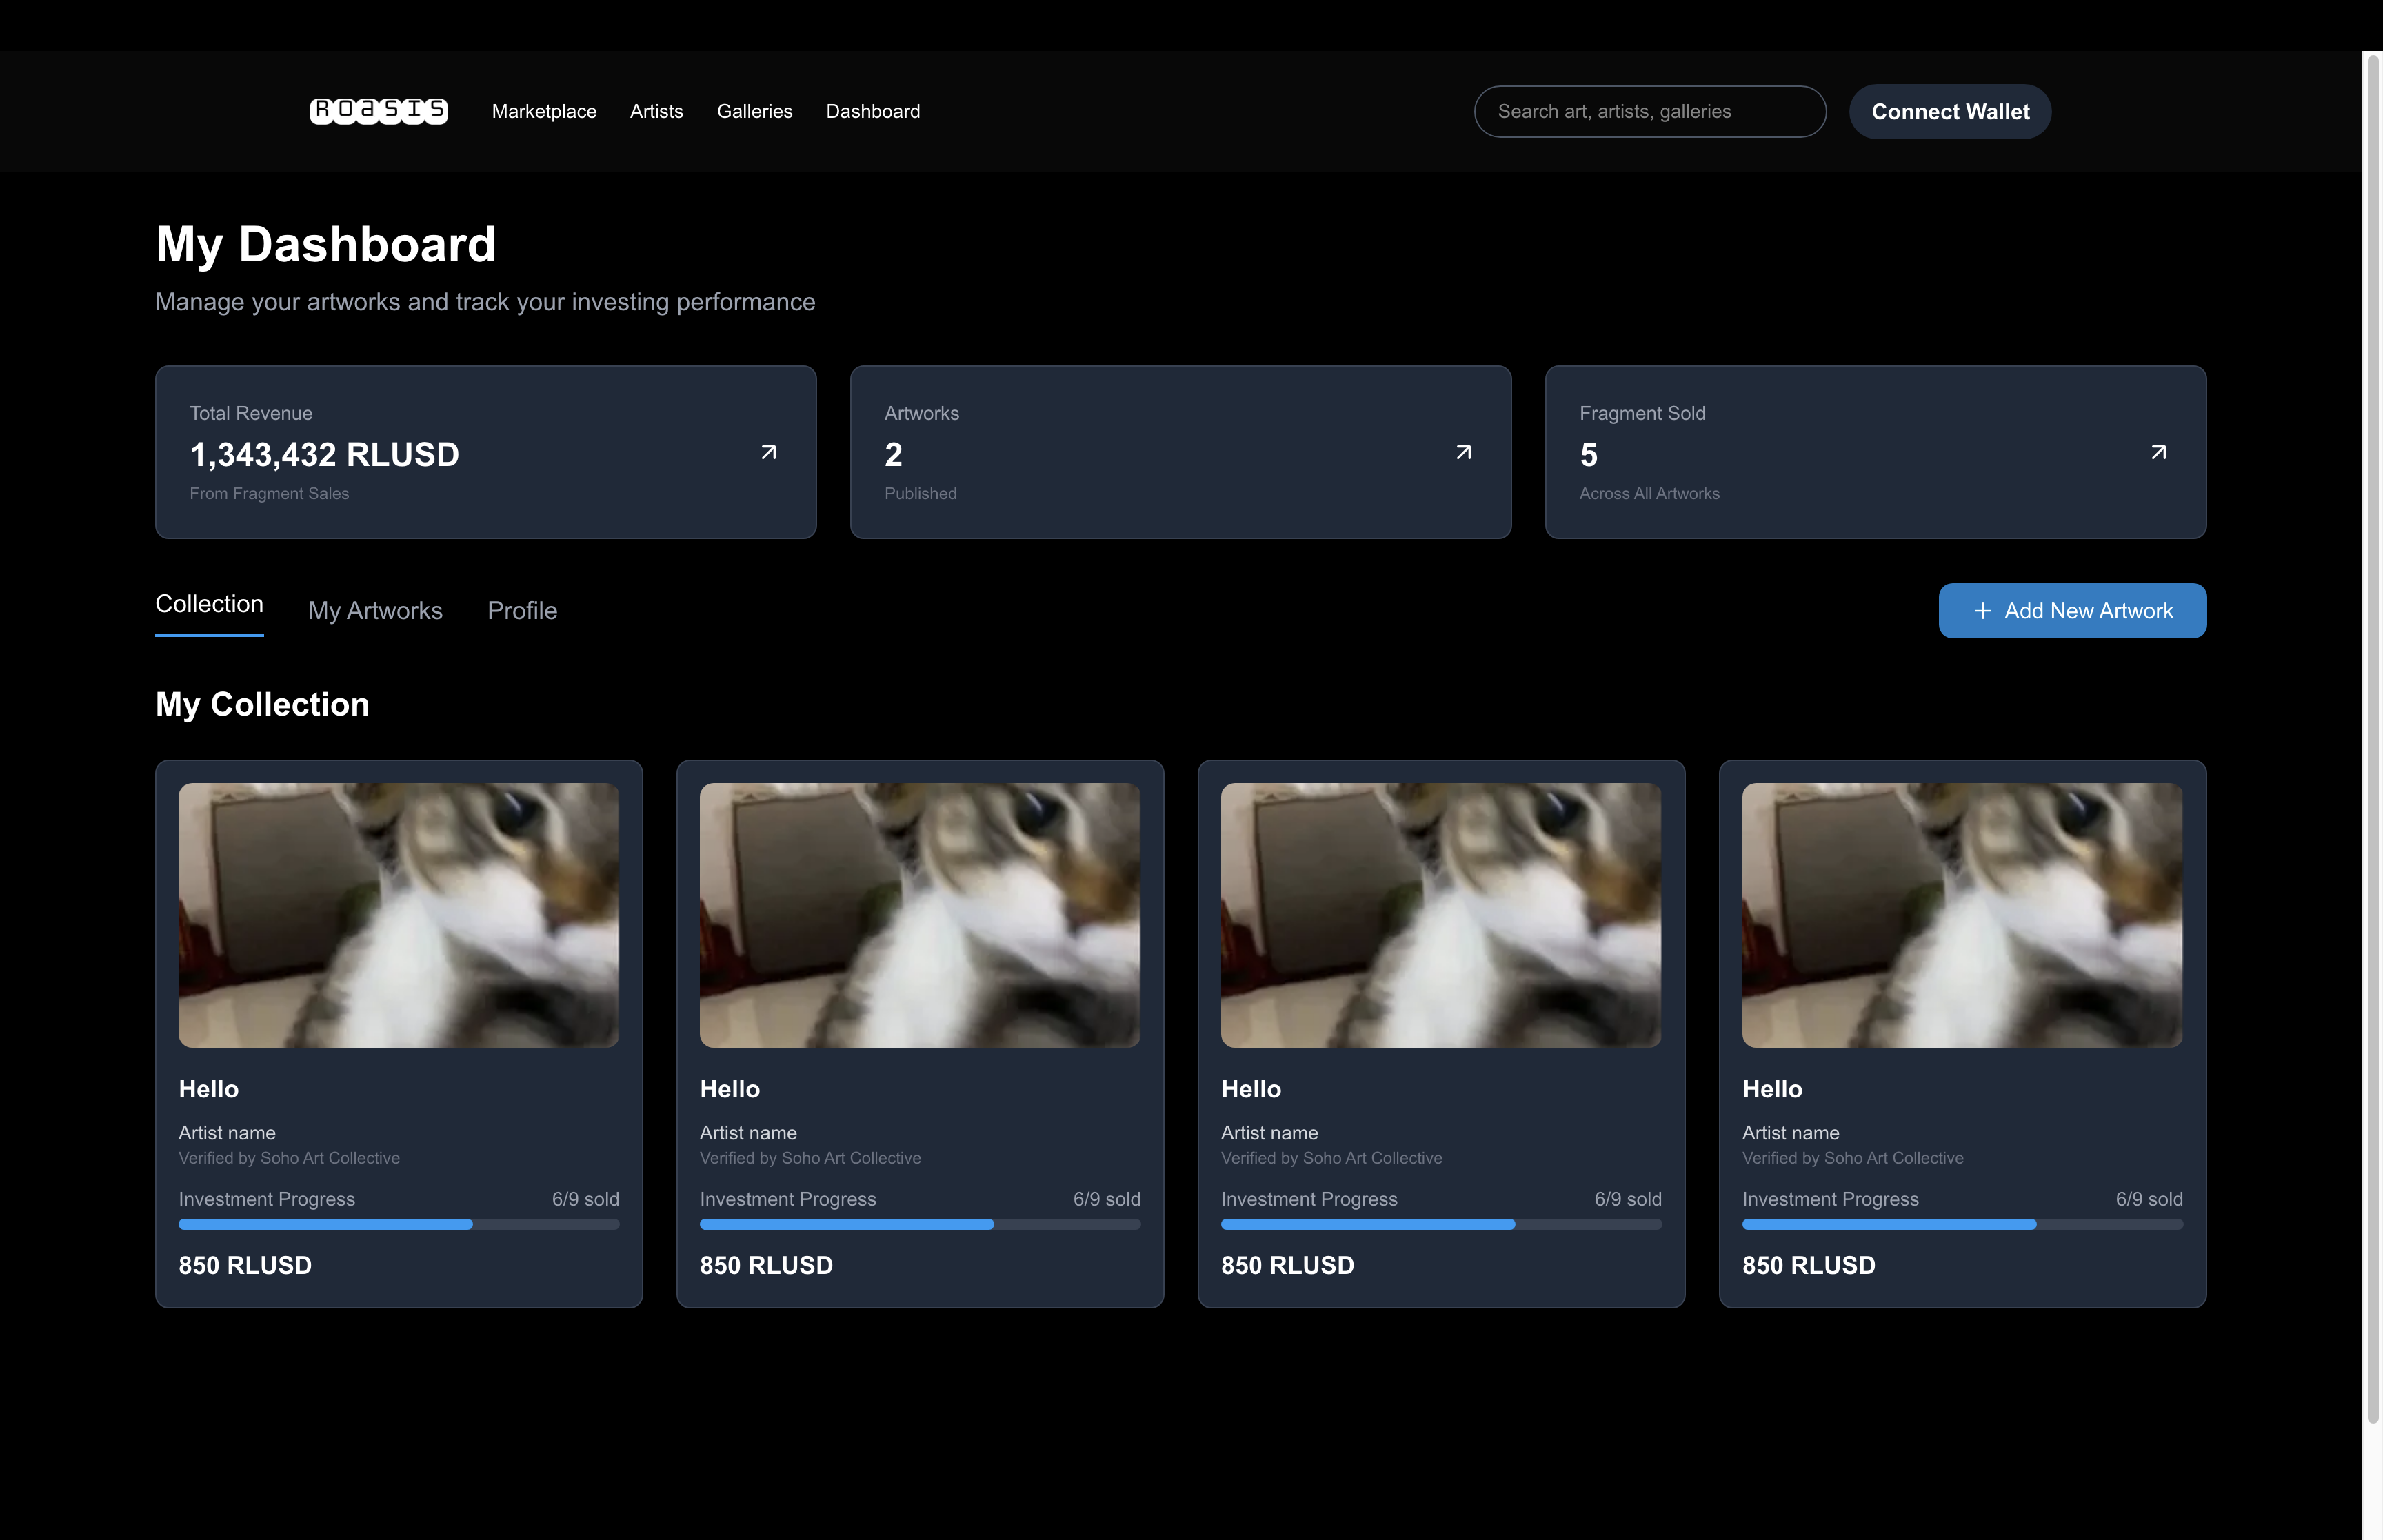 ROaSIS
Marketplace Artists Galleries Dashboard
Search art, artists, galleries
Connect Wallet
My Dashboard
Manage your artworks and track your investing performance
Total Revenue
1,343,432 RLUSD
From Fragment Sales
Artworks
2
Published
Fragment Sold
5
Across All Artworks
Collection My Artworks Profile
+ Add New Artwork
My Collection
Hello
Artist name
Verified by Soho Art Collective
Investment Progress 6/9 sold
850 RLUSD
Hello
Artist name
Verified by Soho Art Collective
Investment Progress 6/9 sold
850 RLUSD
Hello
Artist name
Verified by Soho Art Collective
Investment Progress 6/9 sold
850 RLUSD
Hello
Artist name
Verified by Soho Art Collective
Investment Progress 6/9 sold
850 RLUSD